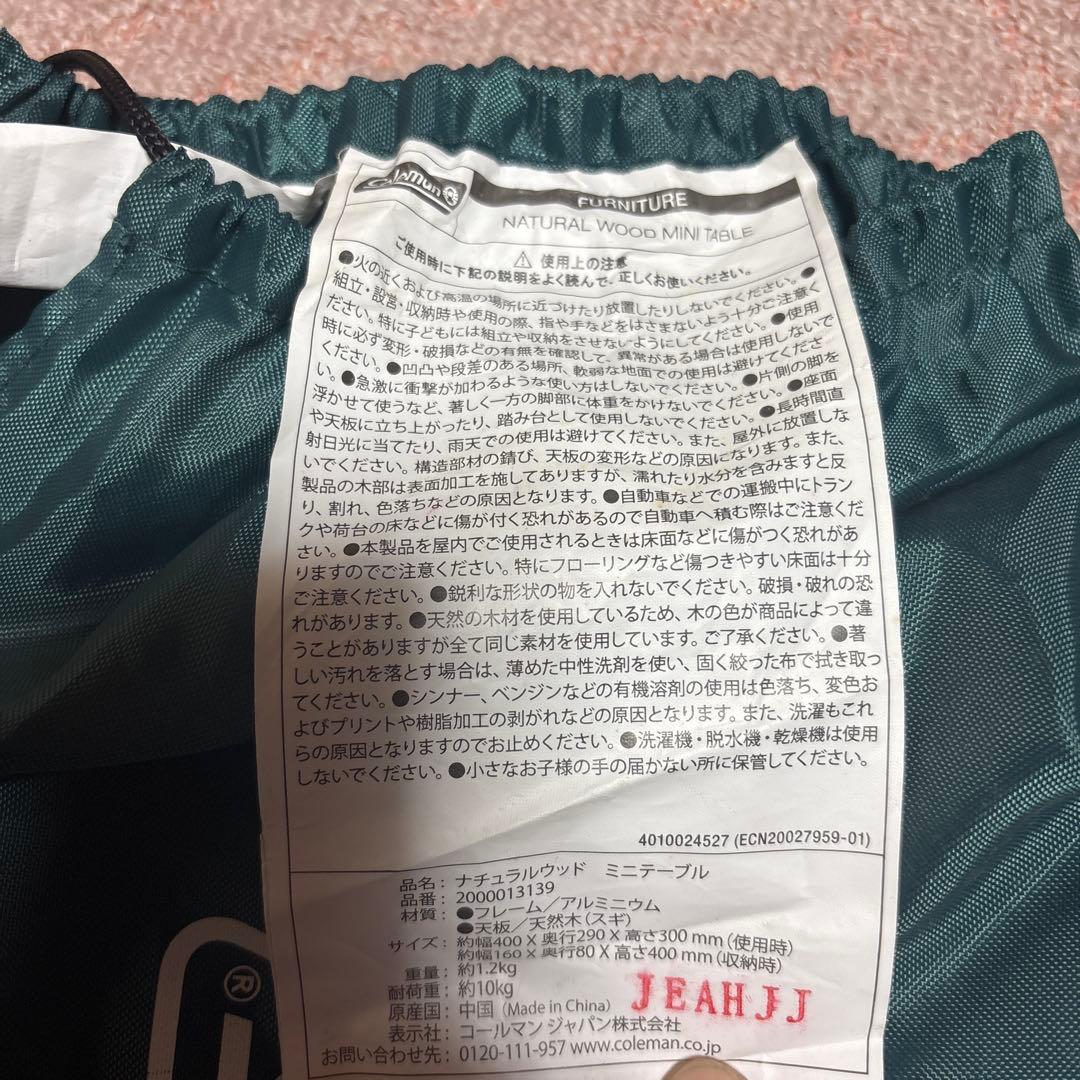 Coleman
FURNITURE
NATURAL WOOD MINI TABLE
⚠ 使用上の注意
ご使用時に下記の説明をよく読んで、正しくお使いください。
●火の近くおよび高温の場所に近づけたり放置したりしないでください。●
組立・設営・収納時や使用の際、指や手などをはさまないよう十分ご注意く
ださい。特に子どもには組立や収納をさせないようにしてください。●使用
時に必ず変形・破損などの有無を確認して、異常がある場合は使用しないで
ください。●凹凸や段差のある場所、軟弱な地面での使用は避けてくださ
い。●急激に衝撃が加わるような使い方はしないでください。●片側の脚を
浮かせて使うなど、著しく一方の脚部に体重をかけないでください。●座面
や天板に立ち上がったり、踏み台として使用しないでください。●長時間直
射日光に当てたり、雨天での使用は避けてください。また、屋外に放置しな
いでください。構造部材の錆び、天板の変形などの原因になります。また、
製品の木部は表面加工を施してありますが、濡れたり水分を含みますと反
り、割れ、色落ちなどの原因となります。●自動車などでの運搬中にトラン
クや荷台の床などに傷が付く恐れがあるので自動車へ積む際はご注意くだ
さい。●本製品を屋内でご使用されるときは床面などに傷がつく恐れがあ
りますのでご注意ください。特にフローリングなど傷つきやすい床面は十分
ご注意ください。●鋭利な形状の物を入れないでください。破損・破れの恐
れがあります。●天然の木材を使用しているため、木の色が商品によって違
うことがありますが全て同じ素材を使用しています。ご了承ください。●著
しい汚れを落とす場合は、薄めた中性洗剤を使い、固く絞った布で拭き取っ
てください。●シンナー、ベンジンなどの有機溶剤の使用は色落ち、変色お
よびプリントや樹脂加工の剥がれなどの原因となります。また、洗濯もこれ
らの原因となりますのでお止めください。●洗濯機・脱水機・乾燥機は使用
しないでください。●小さなお子様の手の届かない所に保管してください。
4010024527 (ECN20027959-01)
品名: ナチュラルウッド ミニテーブル
品番: 2000013139
材質: ●フレーム/アルミニウム
●天板/天然木(スギ)
サイズ: 約幅400 X 奥行290 X 高さ300 mm (使用時)
約幅160 X 奥行80 X 高さ400 mm (収納時)
重量: 約1.2kg
耐荷重: 約10kg
原産国: 中国 (Made in China)
JEAHJJ
表示社: コールマン ジャパン株式会社
お問い合わせ先: 0120-111-957 www.coleman.co.jp
®